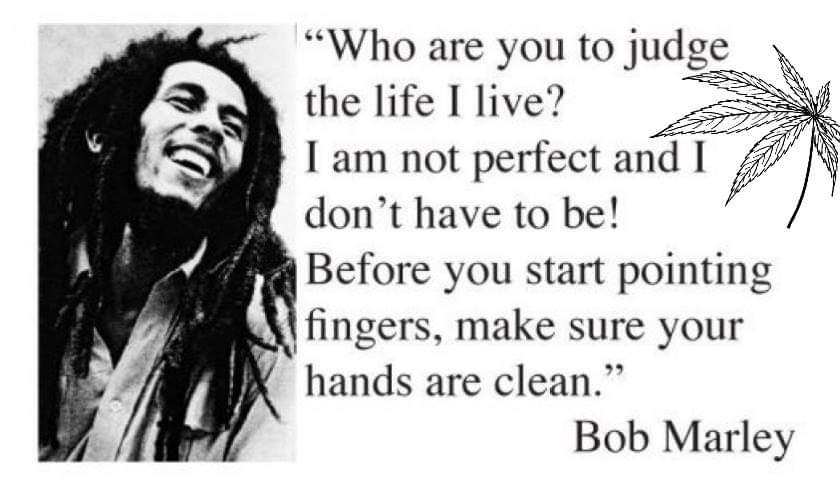 “Who are you to judge
the life I live?
I am not perfect and I
don’t have to be!
Before you start pointing
fingers, make sure your
hands are clean.”
Bob Marley